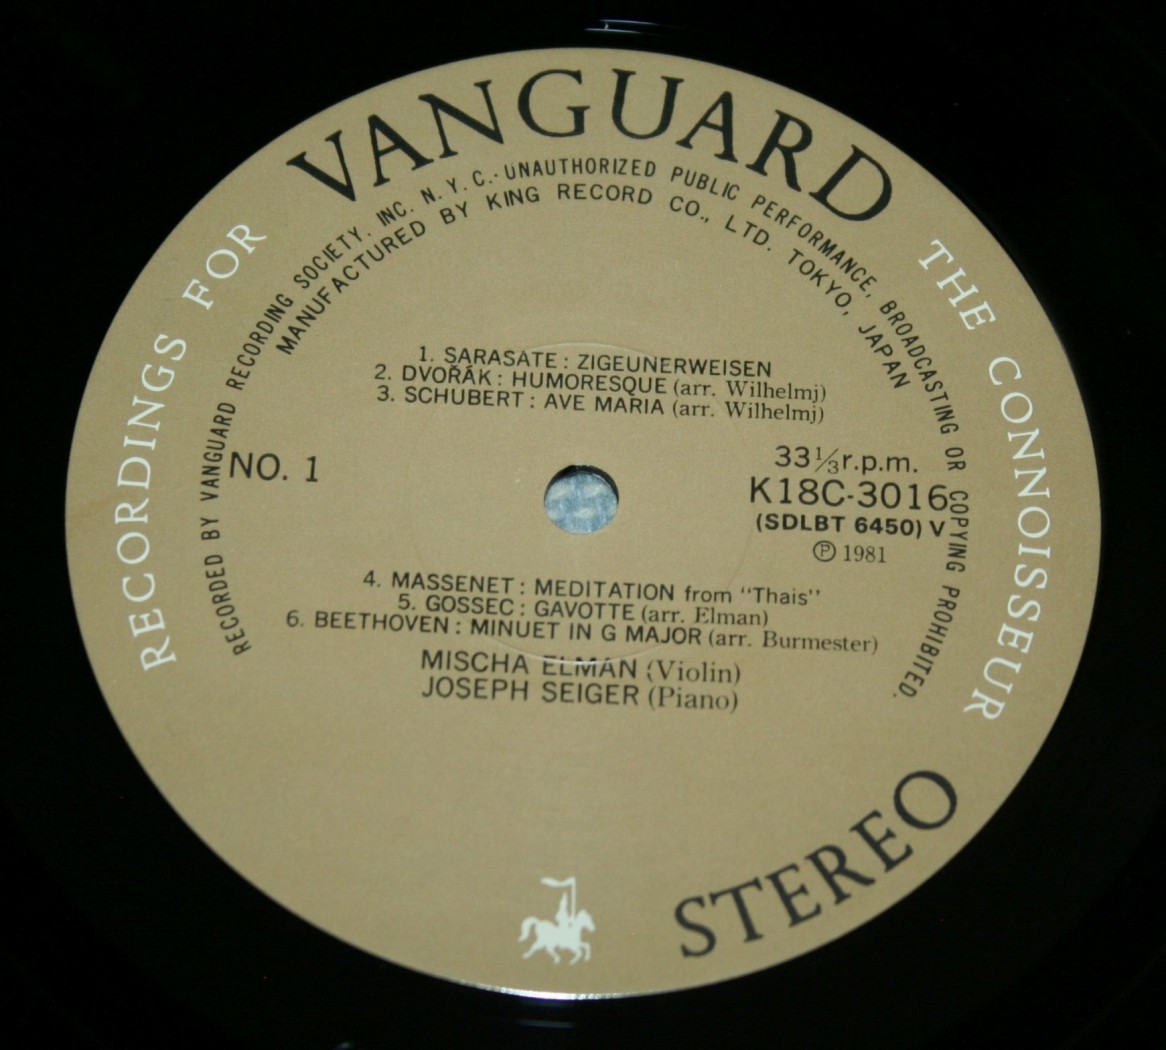 VANGUARD
RECORDINGS FOR THE CONNOISSEUR
RECORDED BY VANGUARD RECORDING SOCIETY. INC. N. Y. C.·UNAUTHORIZED PUBLIC PERFORMANCE, BROADCASTING OR COPYING PROHIBITED.
MANUFACTURED BY KING RECORD CO., LTD. TOKYO, JAPAN
1. SARASATE : ZIGEUNERWEISEN
2. DVOŘÁK : HUMORESQUE (arr. Wilhelmj)
3. SCHUBERT : AVE MARIA (arr. Wilhelmj)
NO. 1
33⅓r.p.m.
K18C-3016
(SDLBT 6450) V
Ⓟ 1981
4. MASSENET : MEDITATION from "Thais"
5. GOSSEC : GAVOTTE (arr. Elman)
6. BEETHOVEN : MINUET IN G MAJOR (arr. Burmester)
MISCHA ELMAN (Violin)
JOSEPH SEIGER (Piano)
STEREO